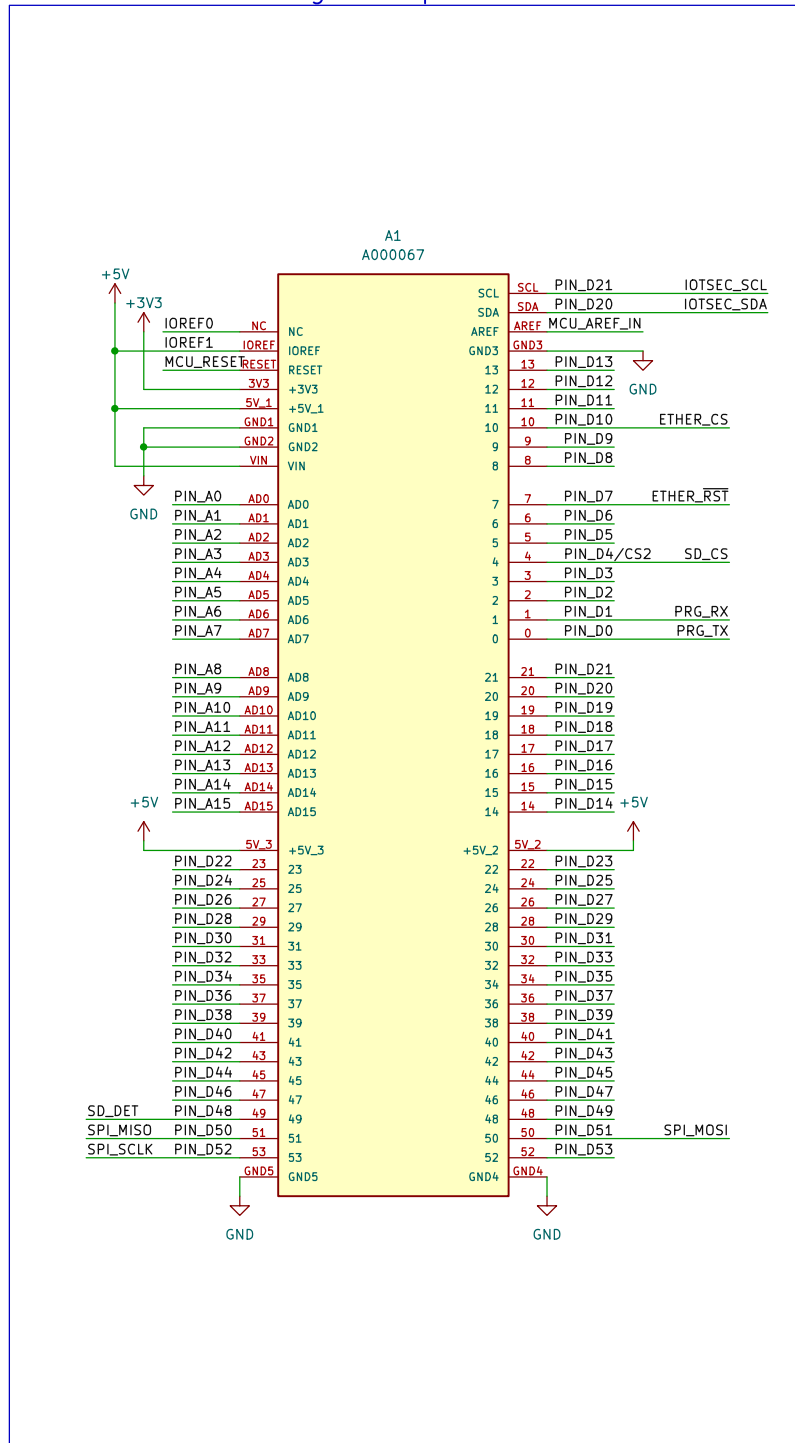 A1
A000067
+5V
+3V3
SCL SCL PIN_D21 IOTSEC_SCL
SDA SDA PIN_D20 IOTSEC_SDA
IOREF0 NC NC AREF AREF MCU_AREF_IN
IOREF1 IOREF IOREF GND3 GND3
MCU_RESET RESET RESET 13 13 PIN_D13
3V3 +3V3 12 12 PIN_D12
GND
5V_1 +5V_1 11 11 PIN_D11
GND1 GND1 10 10 PIN_D10 ETHER_CS
GND2 GND2 9 9 PIN_D9
VIN VIN 8 8 PIN_D8
GND
PIN_A0 AD0 AD0 7 7 PIN_D7 ETHER_RST
PIN_A1 AD1 AD1 6 6 PIN_D6
PIN_A2 AD2 AD2 5 5 PIN_D5
PIN_A3 AD3 AD3 4 4 PIN_D4/CS2 SD_CS
PIN_A4 AD4 AD4 3 3 PIN_D3
PIN_A5 AD5 AD5 2 2 PIN_D2
PIN_A6 AD6 AD6 1 1 PIN_D1 PRG_RX
PIN_A7 AD7 AD7 0 0 PIN_D0 PRG_TX
PIN_A8 AD8 AD8 21 21 PIN_D21
PIN_A9 AD9 AD9 20 20 PIN_D20
PIN_A10 AD10 AD10 19 19 PIN_D19
PIN_A11 AD11 AD11 18 18 PIN_D18
PIN_A12 AD12 AD12 17 17 PIN_D17
PIN_A13 AD13 AD13 16 16 PIN_D16
PIN_A14 AD14 AD14 15 15 PIN_D15
PIN_A15 AD15 AD15 14 14 PIN_D14
+5V +5V
5V_3 +5V_3 +5V_2 5V_2
PIN_D22 23 23 22 22 PIN_D23
PIN_D24 25 25 24 24 PIN_D25
PIN_D26 27 27 26 26 PIN_D27
PIN_D28 29 29 28 28 PIN_D29
PIN_D30 31 31 30 30 PIN_D31
PIN_D32 33 33 32 32 PIN_D33
PIN_D34 35 35 34 34 PIN_D35
PIN_D36 37 37 36 36 PIN_D37
PIN_D38 39 39 38 38 PIN_D39
PIN_D40 41 41 40 40 PIN_D41
PIN_D42 43 43 42 42 PIN_D43
PIN_D44 45 45 44 44 PIN_D45
PIN_D46 47 47 46 46 PIN_D47
SD_DET PIN_D48 49 49 48 48 PIN_D49
SPI_MISO PIN_D50 51 51 50 50 PIN_D51 SPI_MOSI
SPI_SCLK PIN_D52 53 53 52 52 PIN_D53
GND5 GND5 GND4 GND4
GND GND